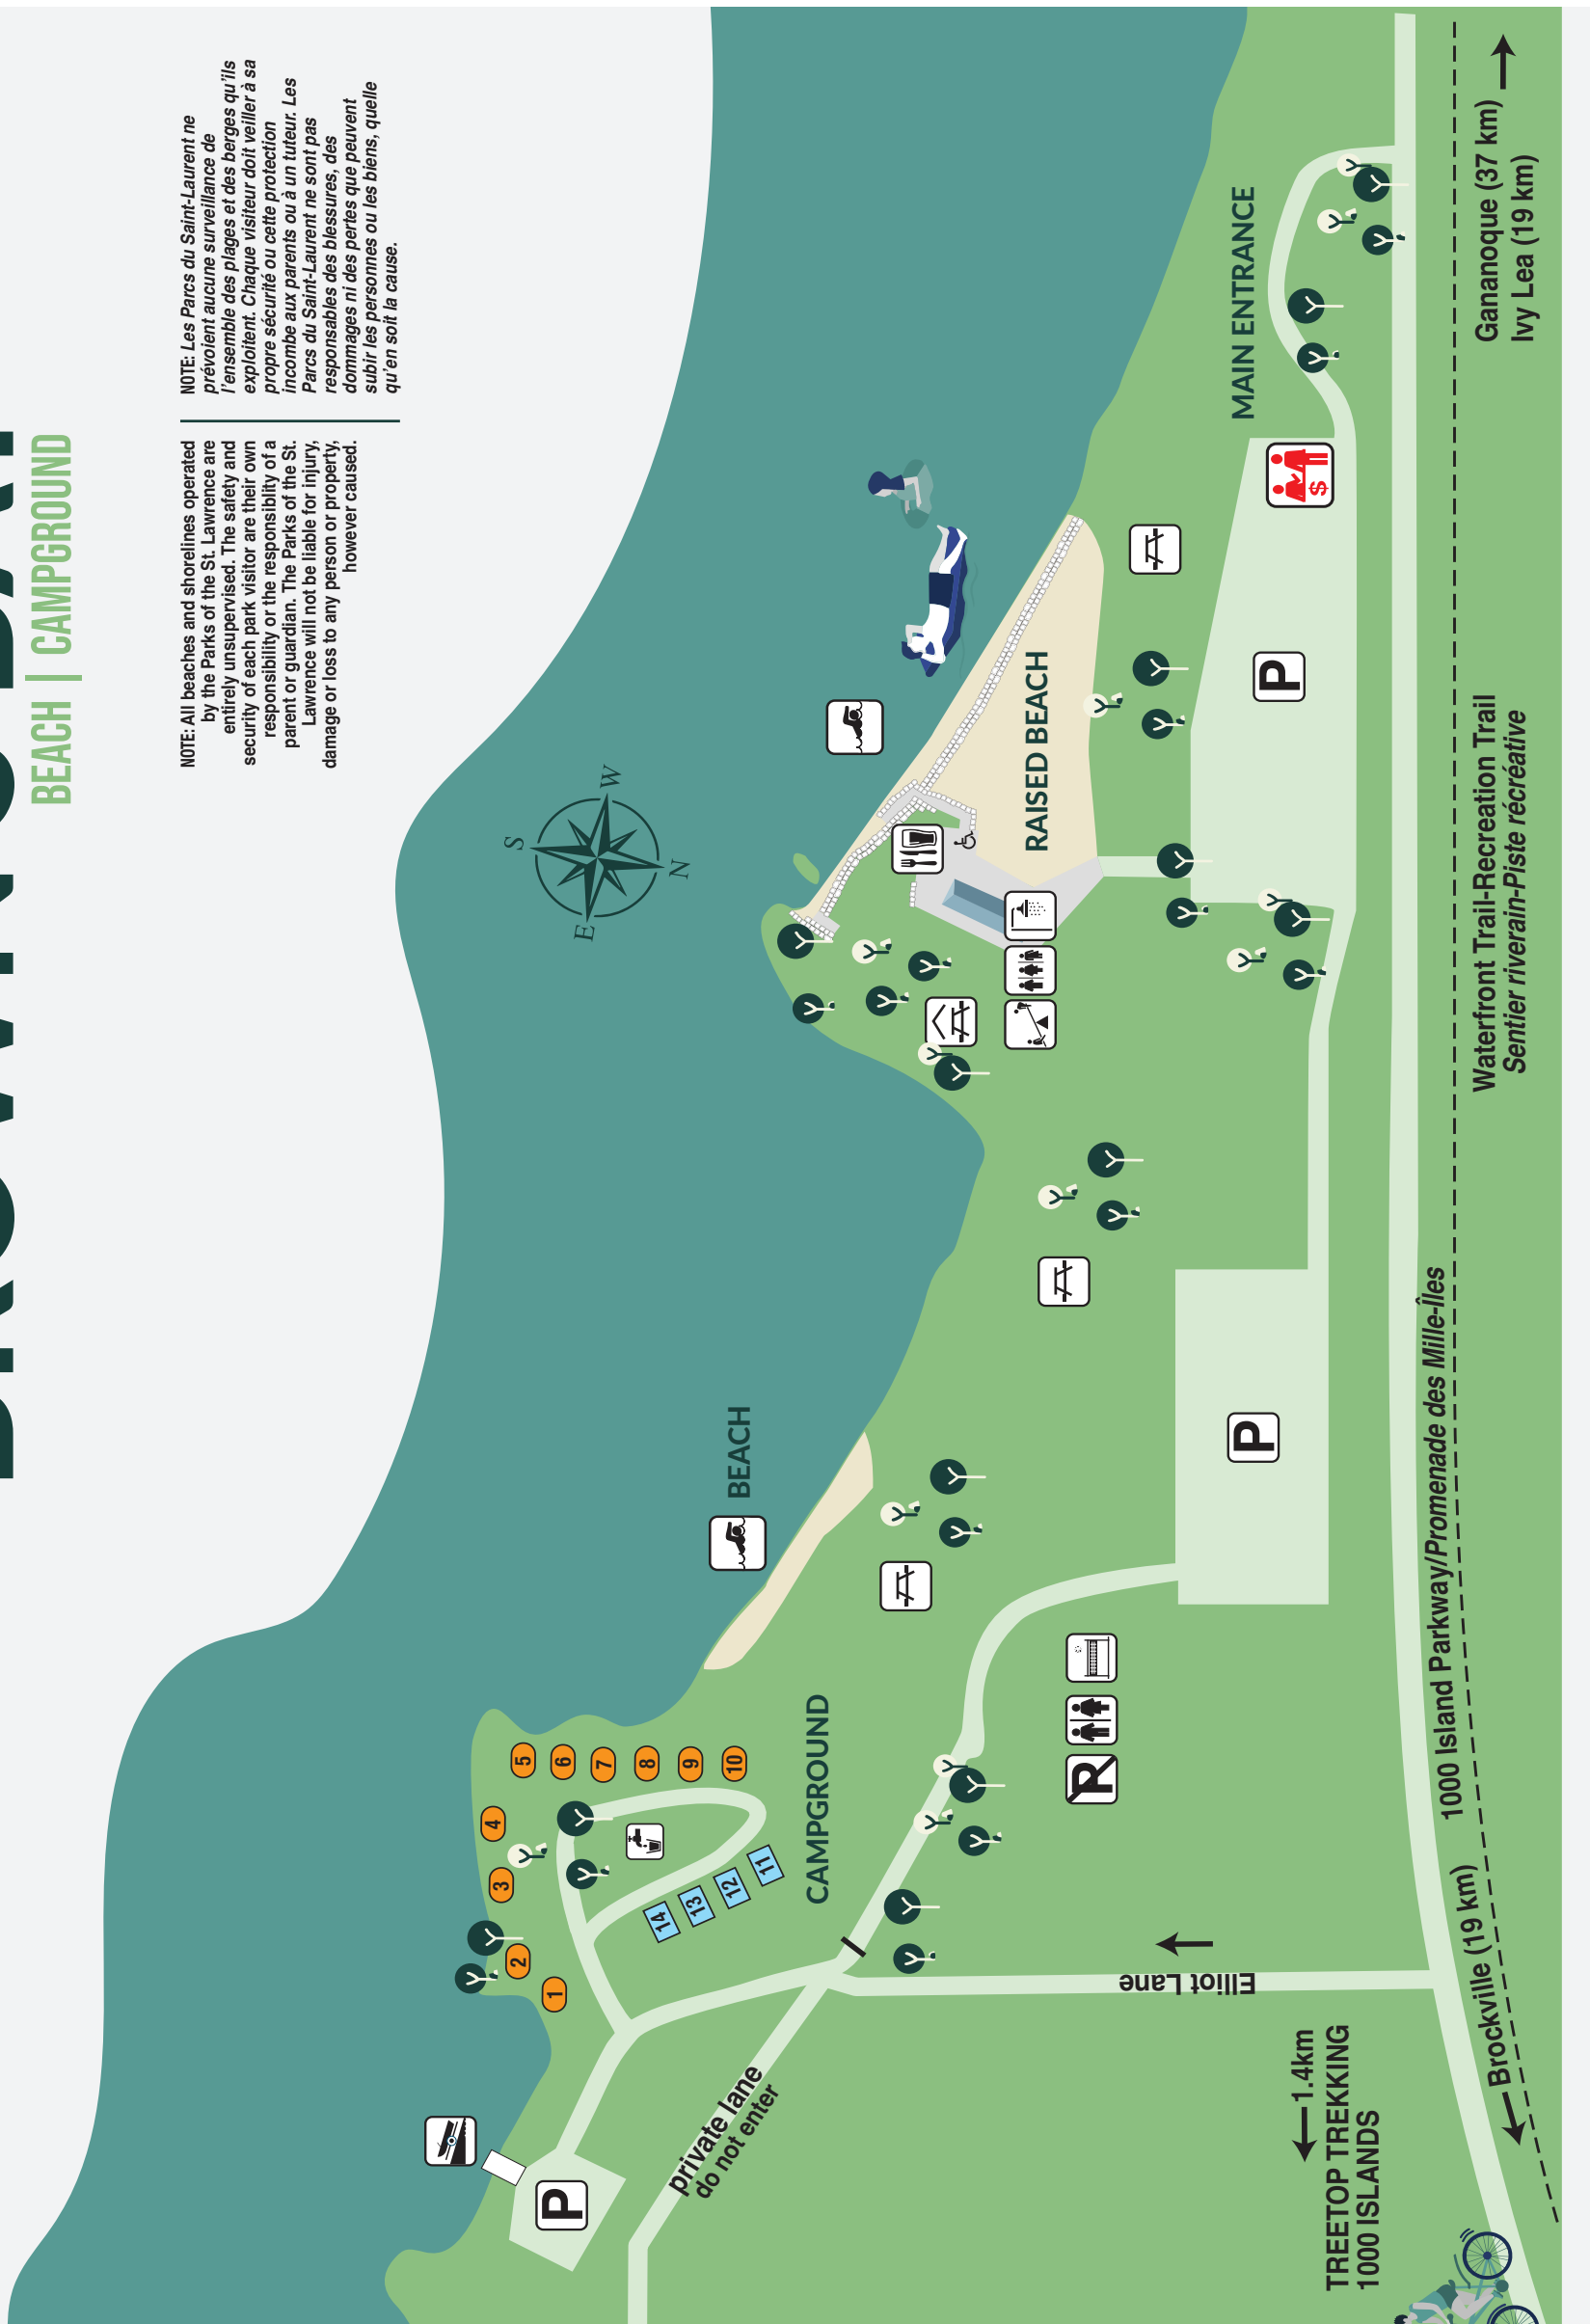 BEACH | CAMPGROUND
NOTE: All beaches and shorelines operated
by the Parks of the St. Lawrence are
entirely unsupervised. The safety and
security of each park visitor are their own
responsibility or the responsiblity of a
parent or guardian. The Parks of the St.
Lawrence will not be liable for injury,
damage or loss to any person or property,
however caused.
NOTE: Les Parcs du Saint-Laurent ne
prévoient aucune surveillance de
l'ensemble des plages et des berges qu'ils
exploitent. Chaque visiteur doit veiller à sa
propre sécurité ou cette protection
incombe aux parents ou à un tuteur. Les
Parcs du Saint-Laurent ne sont pas
responsables des blessures, des
dommages ni des pertes que peuvent
subir les personnes ou les biens, quelle
qu'en soit la cause.
S
W
E
N
BEACH
RAISED BEACH
MAIN ENTRANCE
CAMPGROUND
1
2
3
4
5
6
7
8
9
10
11
12
13
14
P
P
P
P
$
private lane
do not enter
Elliot Lane
1.4km
TREETOP TREKKING
1000 ISLANDS
Brockville (19 km)
1000 Island Parkway/Promenade des Mille-Îles
Waterfront Trail-Recreation Trail
Sentier riverain-Piste récréative
Gananoque (37 km)
Ivy Lea (19 km)